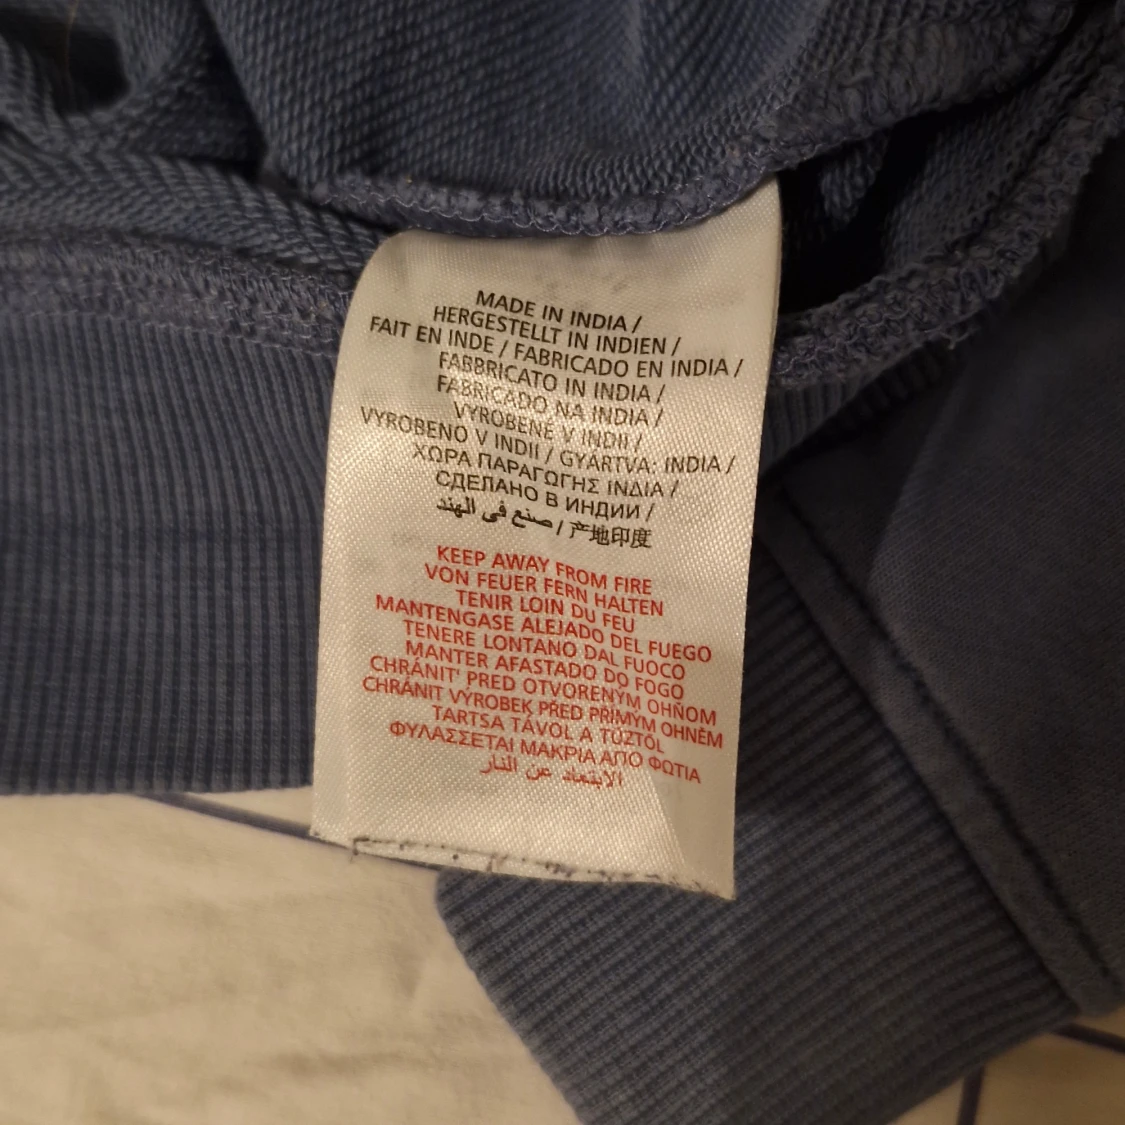 MADE IN INDIA /
HERGESTELLT IN INDIEN /
FAIT EN INDE / FABRICADO EN INDIA /
FABBRICATO IN INDIA /
FABRICADO NA INDIA /
VYROBENÉ V INDII /
VYROBENO V INDII / GYÁRTVA: INDIA /
ΧΩΡΑ ΠΑΡΑΓΩΓΗΣ ΙΝΔΙΑ /
СДЕЛАНО В ИНДИИ /
صنع في الهند / 产地印度
KEEP AWAY FROM FIRE
VON FEUER FERN HALTEN
TENIR LOIN DU FEU
MANTENGASE ALEJADO DEL FUEGO
TENERE LONTANO DAL FUOCO
MANTER AFASTADO DO FOGO
CHRÁNIT' PRED OTVORENÝM OHŇOM
CHRÁNIT VÝROBEK PŘED PŘÍMÝM OHNĚM
TARTSA TÁVOL A TŰZTŐL
ΦΥΛΑΣΣΕΤΑΙ ΜΑΚΡΙΑ ΑΠΟ ΦΩΤΙΑ
الابتعاد عن النار